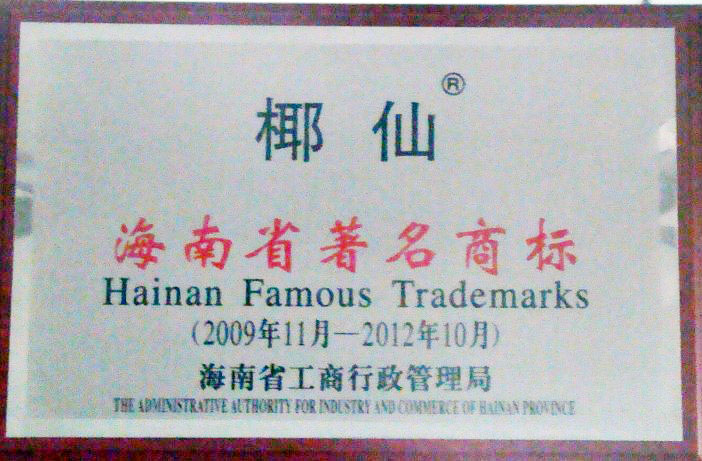 椰仙®
海南省著名商标
Hainan Famous Trademarks
（2009年11月—2012年10月）
海南省工商行政管理局
THE ADMINISTRATIVE AUTHORITY FOR INDUSTRY AND COMMERCE OF HAINAN PROVINCE